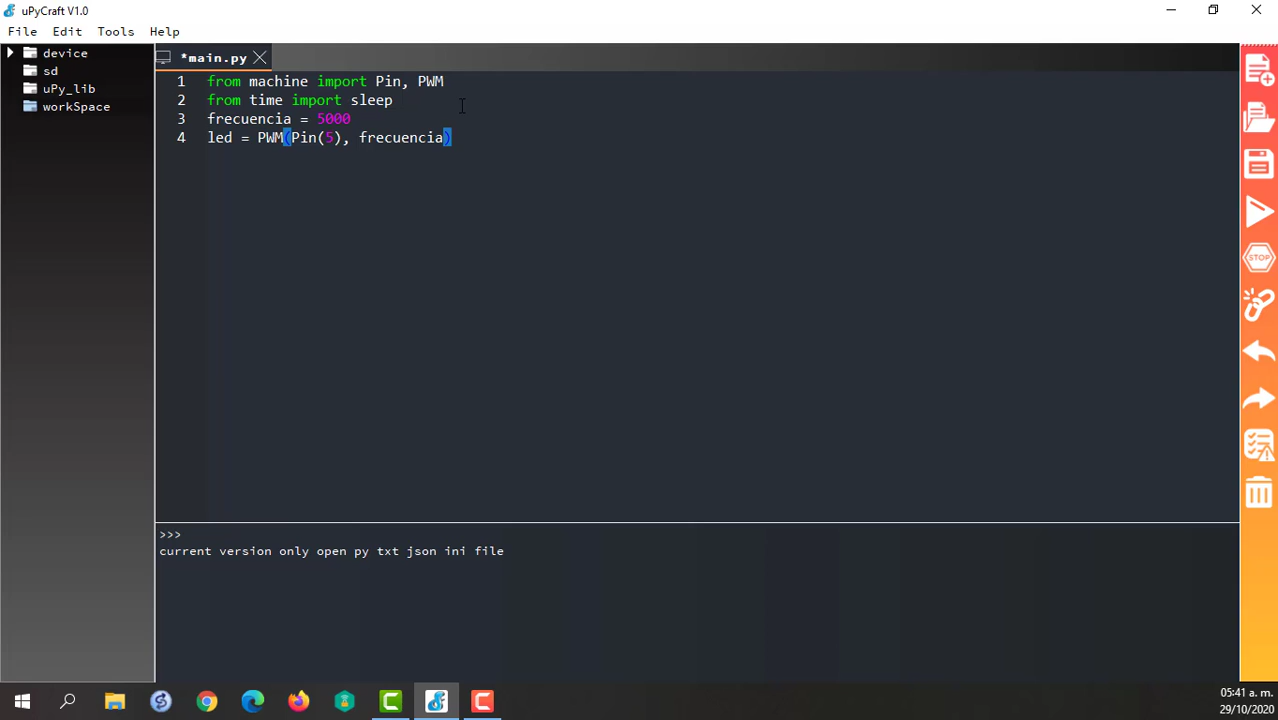 uPyCraft V1.0
File Edit Tools Help
device
sd
uPy_lib
workSpace
*main.py
1 from machine import Pin, PWM
2 from time import sleep
3 frecuencia = 5000
4 led = PWM(Pin(5), frecuencia)
STOP
>>>
current version only open py txt json ini file
05:41 a. m.
29/10/2020